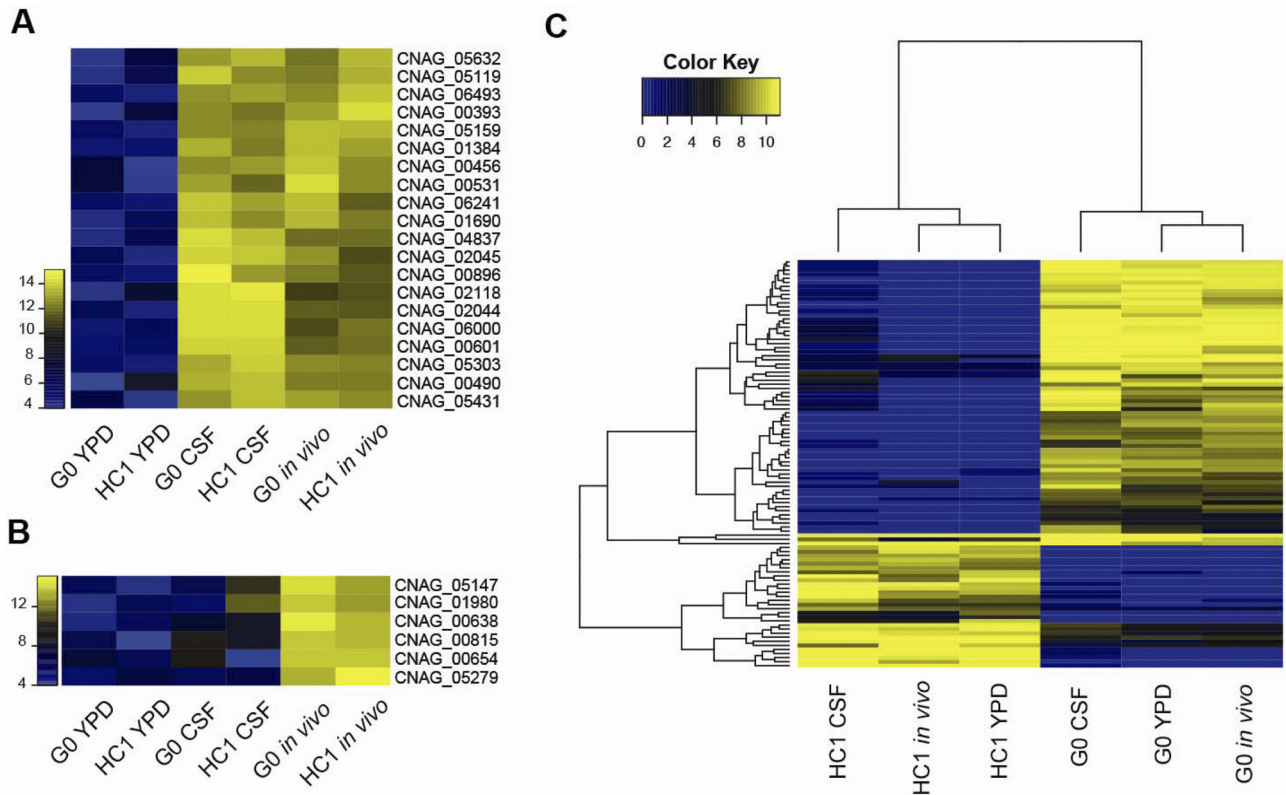 A
CNAG_05632
CNAG_05119
CNAG_06493
CNAG_00393
CNAG_05159
CNAG_01384
CNAG_00456
CNAG_00531
CNAG_06241
CNAG_01690
CNAG_04837
CNAG_02045
CNAG_00896
CNAG_02118
CNAG_02044
CNAG_06000
CNAG_00601
CNAG_05303
CNAG_00490
CNAG_05431
14
12
10
8
6
4
G0 YPD
HC1 YPD
G0 CSF
HC1 CSF
G0 in vivo
HC1 in vivo
B
CNAG_05147
CNAG_01980
CNAG_00638
CNAG_00815
CNAG_00654
CNAG_05279
12
8
4
G0 YPD
HC1 YPD
G0 CSF
HC1 CSF
G0 in vivo
HC1 in vivo
C
Color Key
0 2 4 6 8 10
HC1 CSF
HC1 in vivo
HC1 YPD
G0 CSF
G0 YPD
G0 in vivo